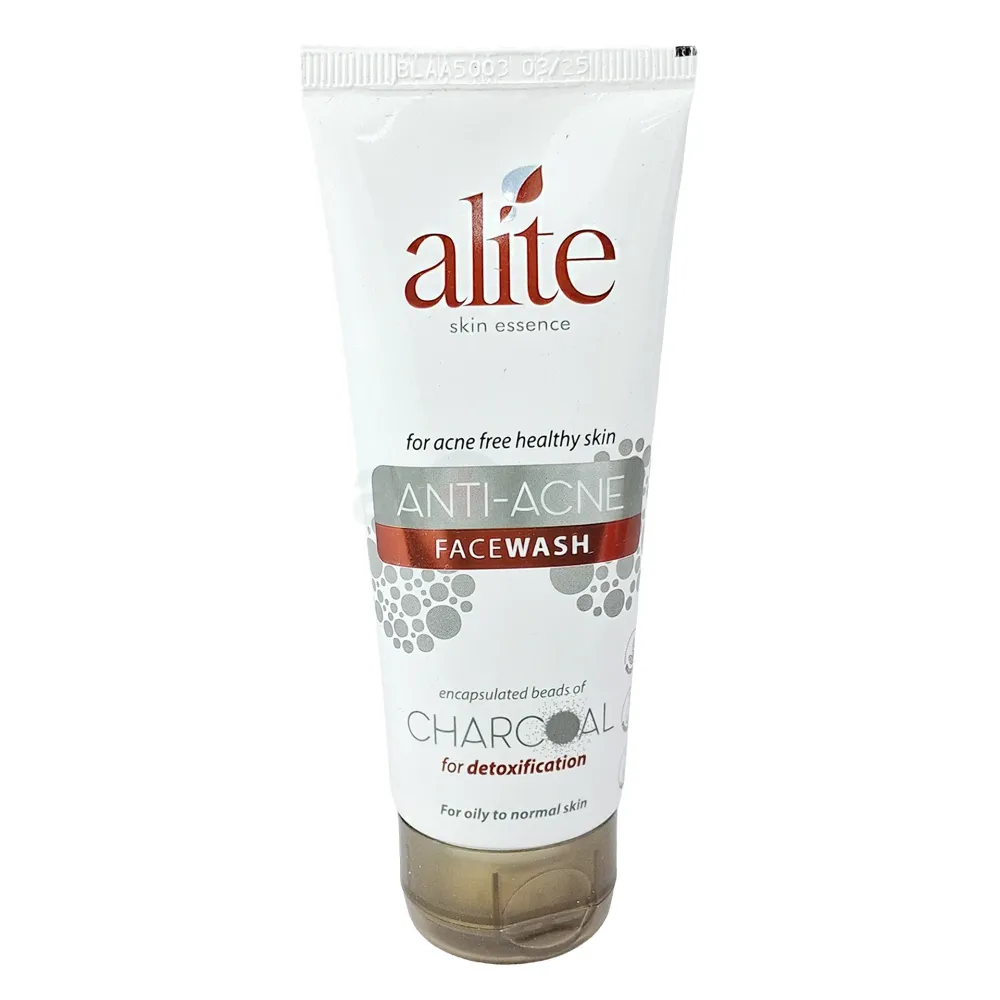 BLAA5003 03/25
alite
skin essence
for acne free healthy skin
ANTI-ACNE
FACEWASH
encapsulated beads of
CHARCOAL
for detoxification
For oily to normal skin